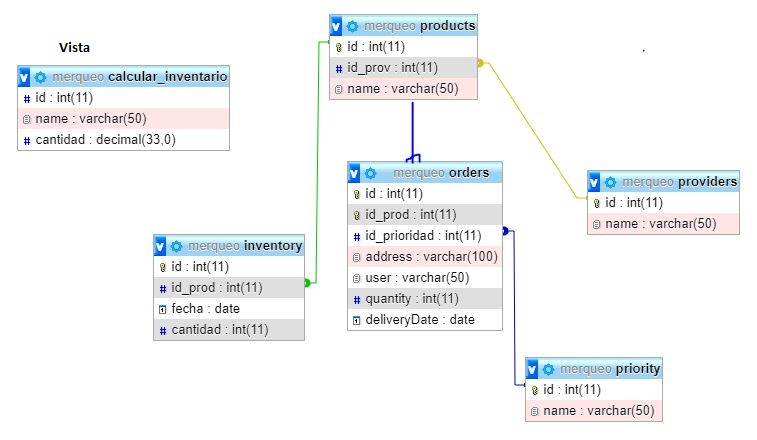 Vista
merqueo calcular_inventario
id : int(11)
name : varchar(50)
cantidad : decimal(33,0)
merqueo products
id : int(11)
id_prov : int(11)
name : varchar(50)
merqueo orders
id : int(11)
id_prod : int(11)
id_prioridad : int(11)
address : varchar(100)
user : varchar(50)
quantity : int(11)
deliveryDate : date
merqueo providers
id : int(11)
name : varchar(50)
merqueo inventory
id : int(11)
id_prod : int(11)
fecha : date
cantidad : int(11)
merqueo priority
id : int(11)
name : varchar(50)